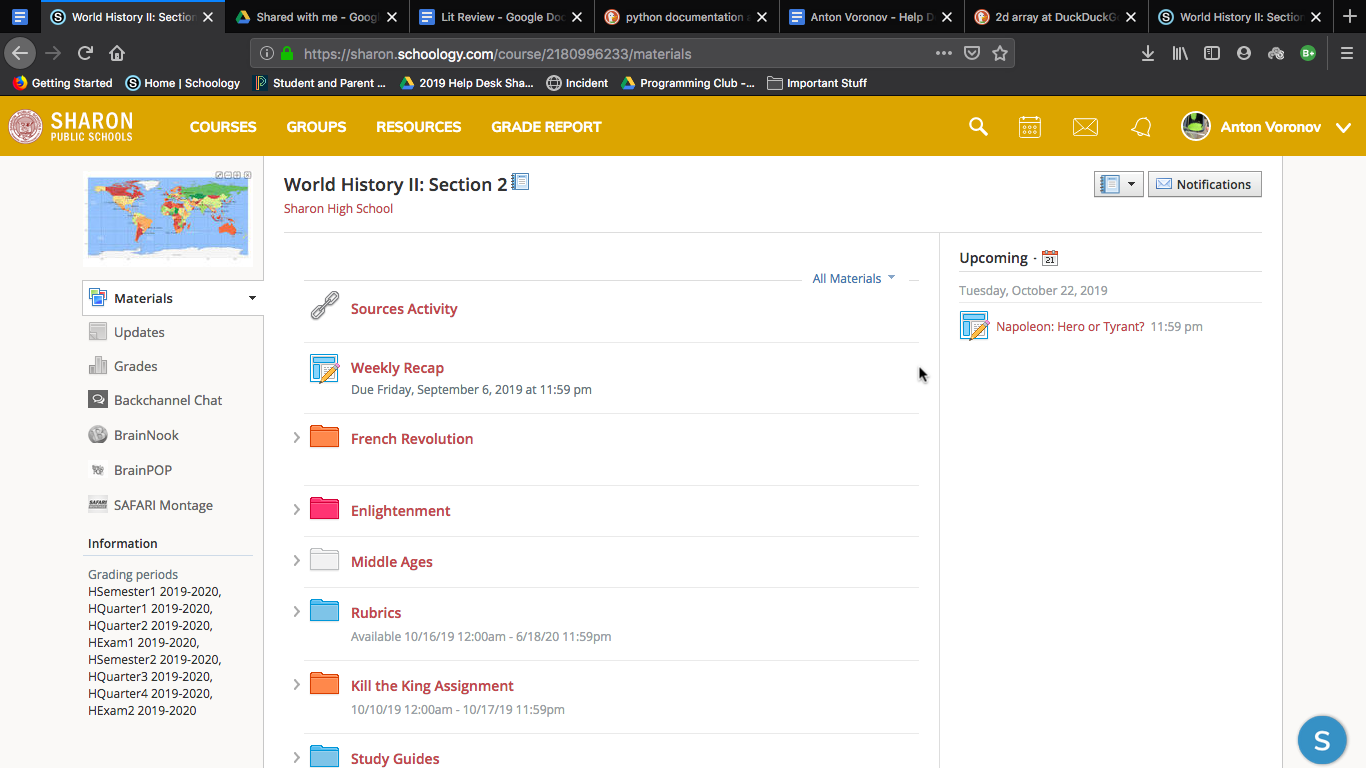 World History II: Section
Shared with me - Goog
Lit Review - Google Doc
python documentation
Anton Voronov - Help D
2d array at DuckDuckG
World History II: Section
https://sharon.schoology.com/course/2180996233/materials
Getting Started
Home | Schoology
Student and Parent ...
2019 Help Desk Sha...
Incident
Programming Club -...
Important Stuff
SHARON
PUBLIC SCHOOLS
COURSES
GROUPS
RESOURCES
GRADE REPORT
Anton Voronov
World History II: Section 2
Sharon High School
Notifications
Materials
Updates
Grades
Backchannel Chat
BrainNook
BrainPOP
SAFARI Montage
Information
Grading periods
HSemester1 2019-2020,
HQuarter1 2019-2020,
HQuarter2 2019-2020,
HExam1 2019-2020,
HSemester2 2019-2020,
HQuarter3 2019-2020,
HQuarter4 2019-2020,
HExam2 2019-2020
All Materials
Sources Activity
Weekly Recap
Due Friday, September 6, 2019 at 11:59 pm
French Revolution
Enlightenment
Middle Ages
Rubrics
Available 10/16/19 12:00am - 6/18/20 11:59pm
Kill the King Assignment
10/10/19 12:00am - 10/17/19 11:59pm
Study Guides
Upcoming · 21
Tuesday, October 22, 2019
Napoleon: Hero or Tyrant? 11:59 pm
S